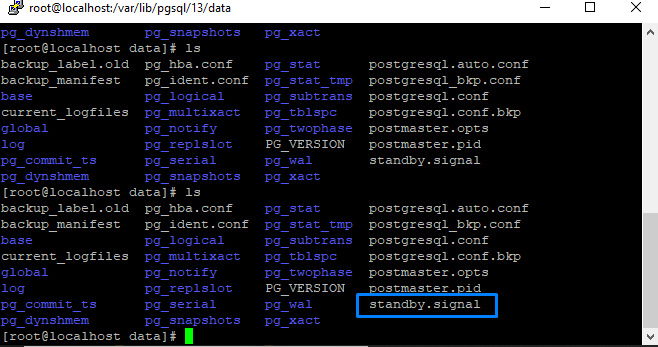 root@localhost:/var/lib/pgsql/13/data
pg_dynshmem pg_snapshots pg_xact
[root@localhost data]# ls
backup_label.old pg_hba.conf pg_stat postgresql.auto.conf
backup_manifest pg_ident.conf pg_stat_tmp postgresql_bkp.conf
base pg_logical pg_subtrans postgresql.conf
current_logfiles pg_multixact pg_tblspc postgresql.conf.bkp
global pg_notify pg_twophase postmaster.opts
log pg_replslot PG_VERSION postmaster.pid
pg_commit_ts pg_serial pg_wal standby.signal
pg_dynshmem pg_snapshots pg_xact
[root@localhost data]# ls
backup_label.old pg_hba.conf pg_stat postgresql.auto.conf
backup_manifest pg_ident.conf pg_stat_tmp postgresql_bkp.conf
base pg_logical pg_subtrans postgresql.conf
current_logfiles pg_multixact pg_tblspc postgresql.conf.bkp
global pg_notify pg_twophase postmaster.opts
log pg_replslot PG_VERSION postmaster.pid
pg_commit_ts pg_serial pg_wal standby.signal
pg_dynshmem pg_snapshots pg_xact
[root@localhost data]#